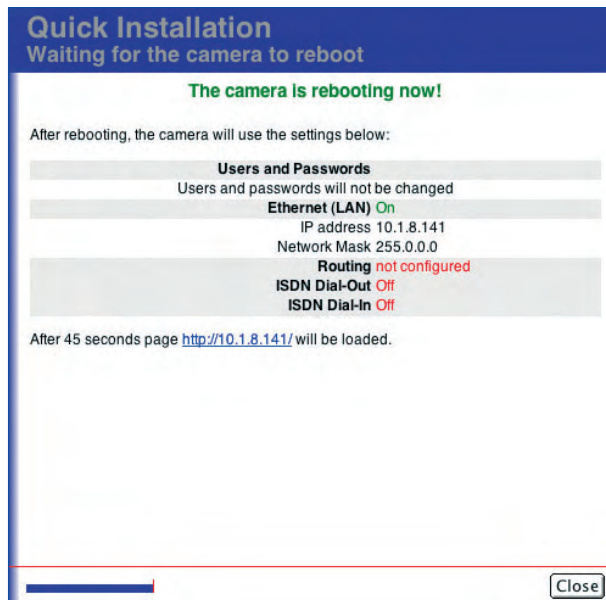 Quick Installation
Waiting for the camera to reboot
The camera is rebooting now!
After rebooting, the camera will use the settings below:
Users and Passwords
Users and passwords will not be changed
Ethernet (LAN) On
IP address 10.1.8.141
Network Mask 255.0.0.0
Routing not configured
ISDN Dial-Out Off
ISDN Dial-In Off
After 45 seconds page http://10.1.8.141/ will be loaded.
Close